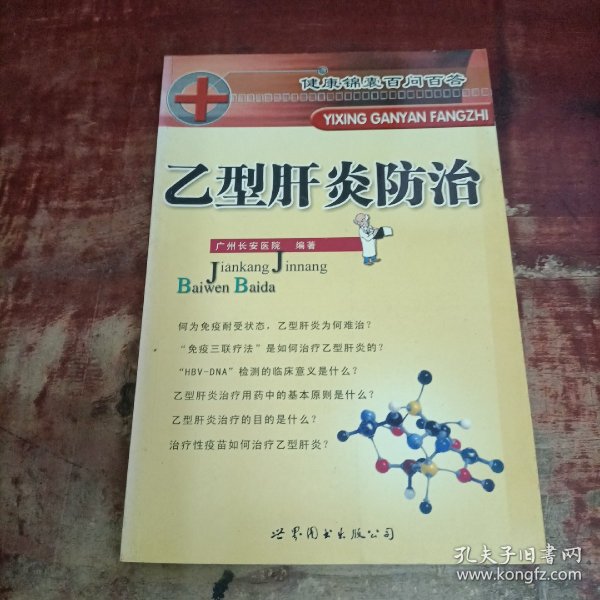 健康锦囊百问百答
YIXING GANYAN FANGZHI
乙型肝炎防治
广州长安医院 编著
Jiankang Jinnang
Baiwen Baida
何为免疫耐受状态，乙型肝炎为何难治？
“免疫三联疗法”是如何治疗乙型肝炎的？
“HBV-DNA”检测的临床意义是什么？
乙型肝炎治疗用药中的基本原则是什么？
乙型肝炎治疗的目的是什么？
治疗性疫苗如何治疗乙型肝炎？
世界图书出版公司
孔夫子旧书网
www.kongfz.com